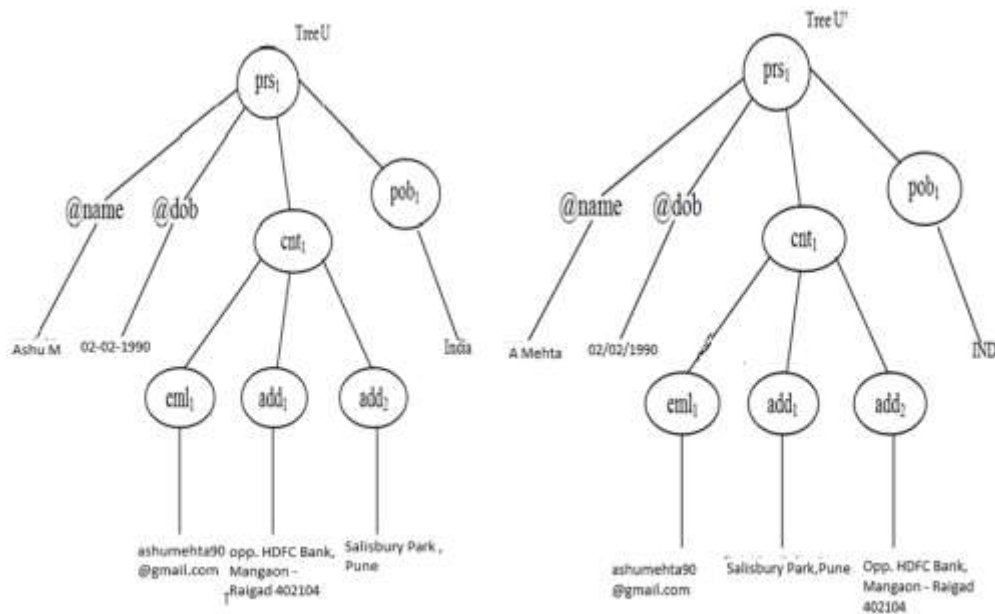 Tree U
prs1
@name
@dob
pob1
cnt1
Ashu M
02-02-1990
India
eml1
add1
add2
ashumehta90
@gmail.com
opp. HDFC Bank,
Mangaon -
Raigad 402104
Salisbury Park ,
Pune
Tree U'
prs1
@name
@dob
pob1
cnt1
A Mehta
02/02/1990
IND
eml1
add1
add2
ashumehta90
@gmail.com
Salisbury Park,Pune
Opp. HDFC Bank,
Mangaon - Raigad
402104